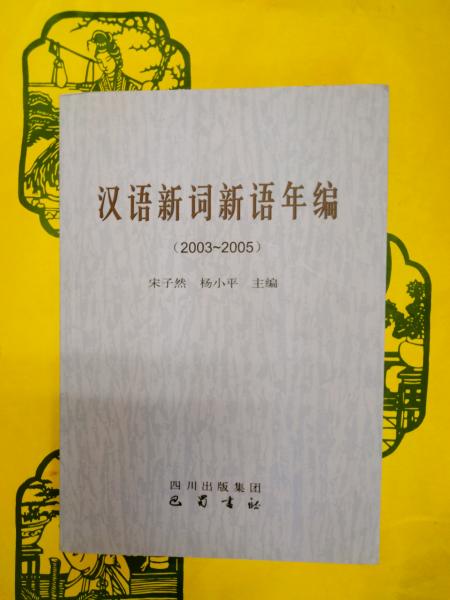 汉语新词新语年编
（2003~2005）
宋子然 杨小平 主编
四川出版集团
巴蜀书社